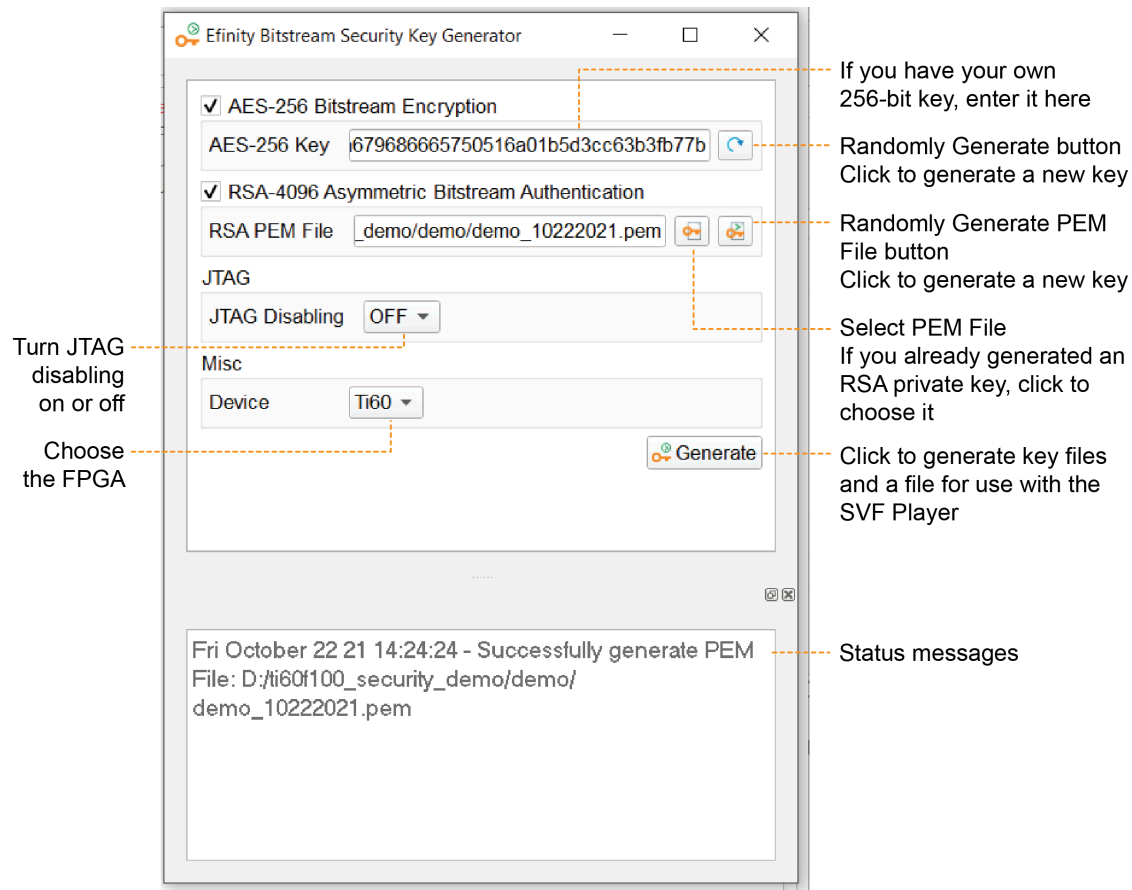 Efinity Bitstream Security Key Generator
AES-256 Bitstream Encryption
AES-256 Key
679686665750516a01b5d3cc63b3fb77b
RSA-4096 Asymmetric Bitstream Authentication
RSA PEM File
_demo/demo/demo_10222021.pem
JTAG
JTAG Disabling
OFF
Misc
Device
Ti60
Generate
Fri October 22 21 14:24:24 - Successfully generate PEM
File: D:/ti60f100_security_demo/demo/
demo_10222021.pem
Turn JTAG
disabling
on or off
Choose
the FPGA
If you have your own
256-bit key, enter it here
Randomly Generate button
Click to generate a new key
Randomly Generate PEM
File button
Click to generate a new key
Select PEM File
If you already generated an
RSA private key, click to
choose it
Click to generate key files
and a file for use with the
SVF Player
Status messages